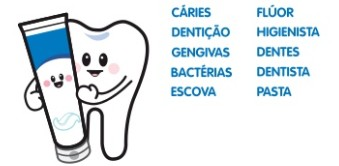 CÁRIES
DENTIÇÃO
GENGIVAS
BACTÉRIAS
ESCOVA
FLÚOR
HIGIENISTA
DENTES
DENTISTA
PASTA